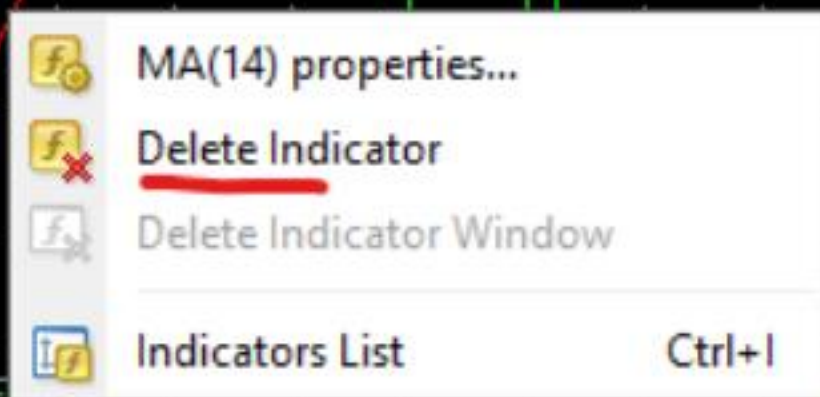 MA(14) properties...
Delete Indicator
Delete Indicator Window
Indicators List Ctrl+I